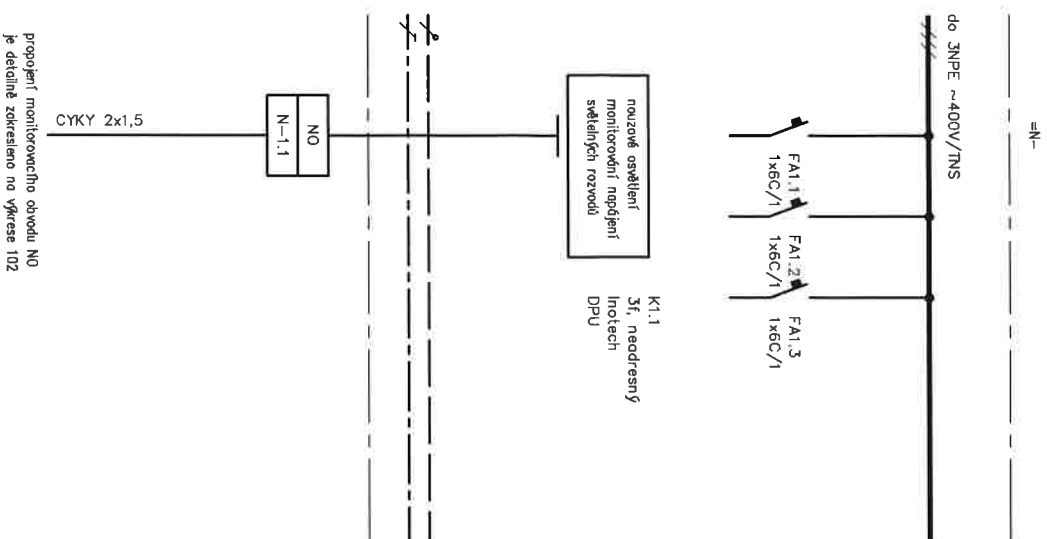 =N-
do 3NPE ~400V/TNS
FA1.1
1x6C/1
FA1.2
1x6C/1
FA1.3
1x6C/1
K1.1
3f, neadresný
Inotech
DPU
nouzové osvětlení
monitorování napájení
světelných rozvodů
NO
N-1.1
CYKY 2x1,5
propojení monitorovacího obvodu NO
je detailně zakresleno na výkrese 102